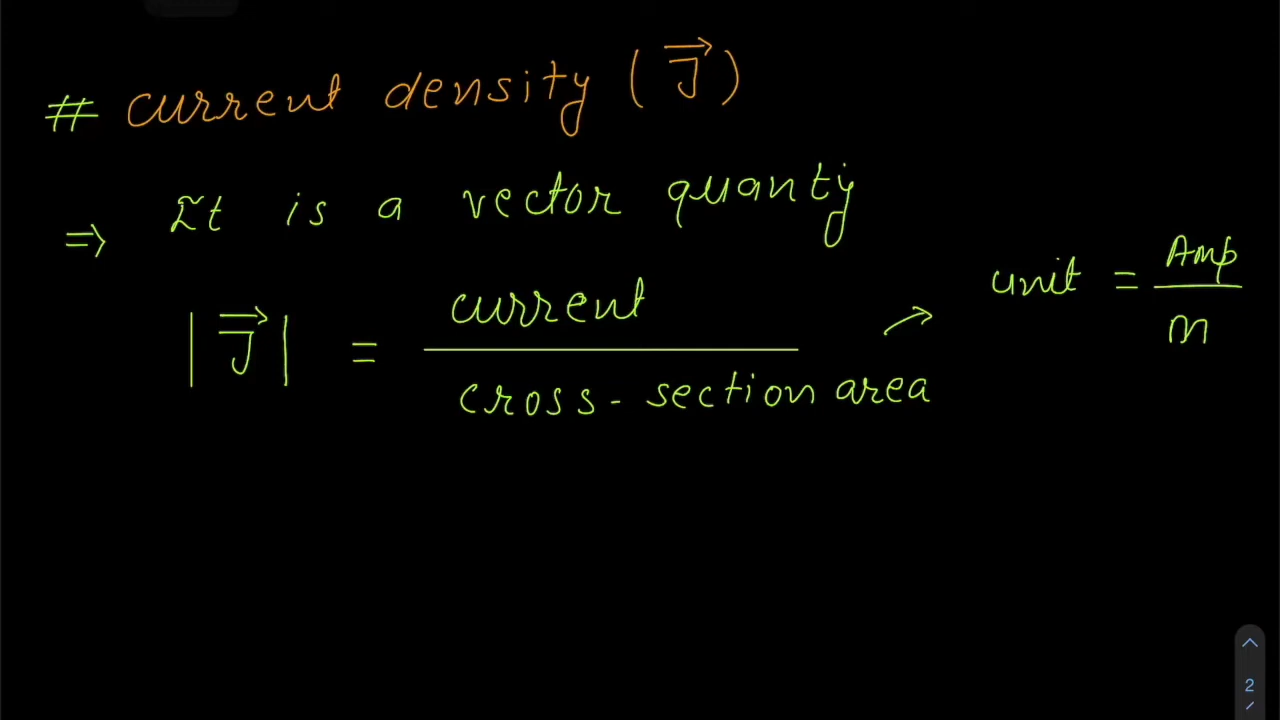 # current density (J⃗)
⇒ It is a vector quanty
|J⃗| = current / cross-section area → unit = Amp / m
2